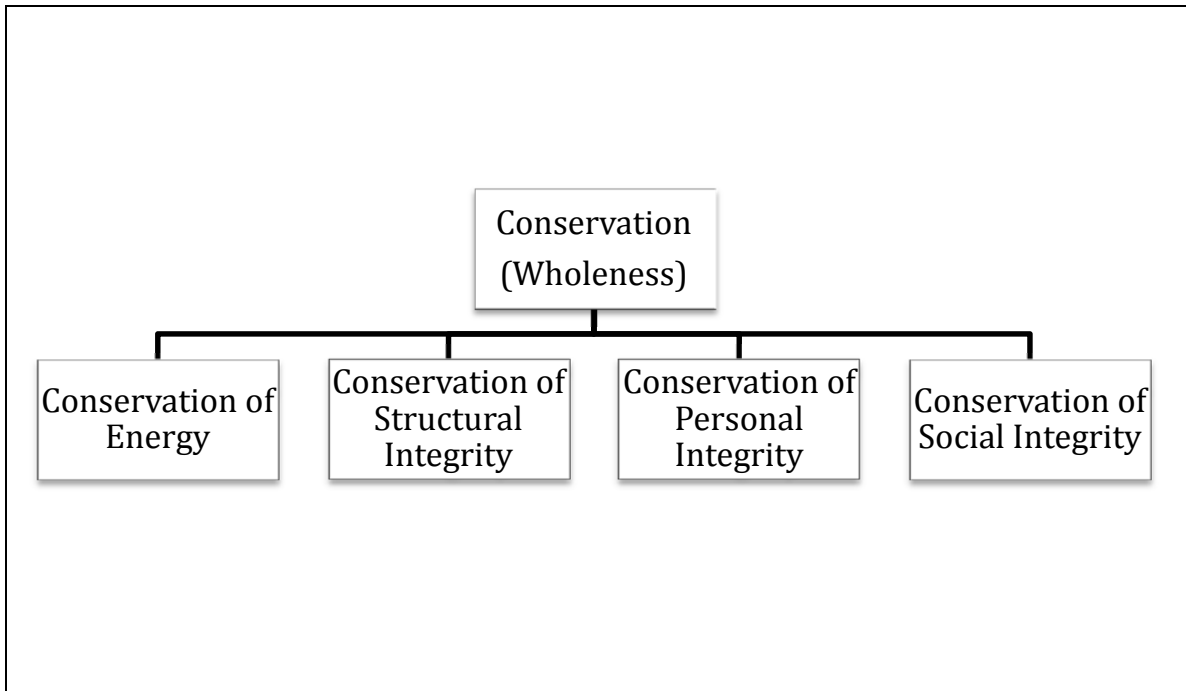 Conservation
(Wholeness)
Conservation of
Energy
Conservation of
Structural
Integrity
Conservation of
Personal
Integrity
Conservation of
Social Integrity